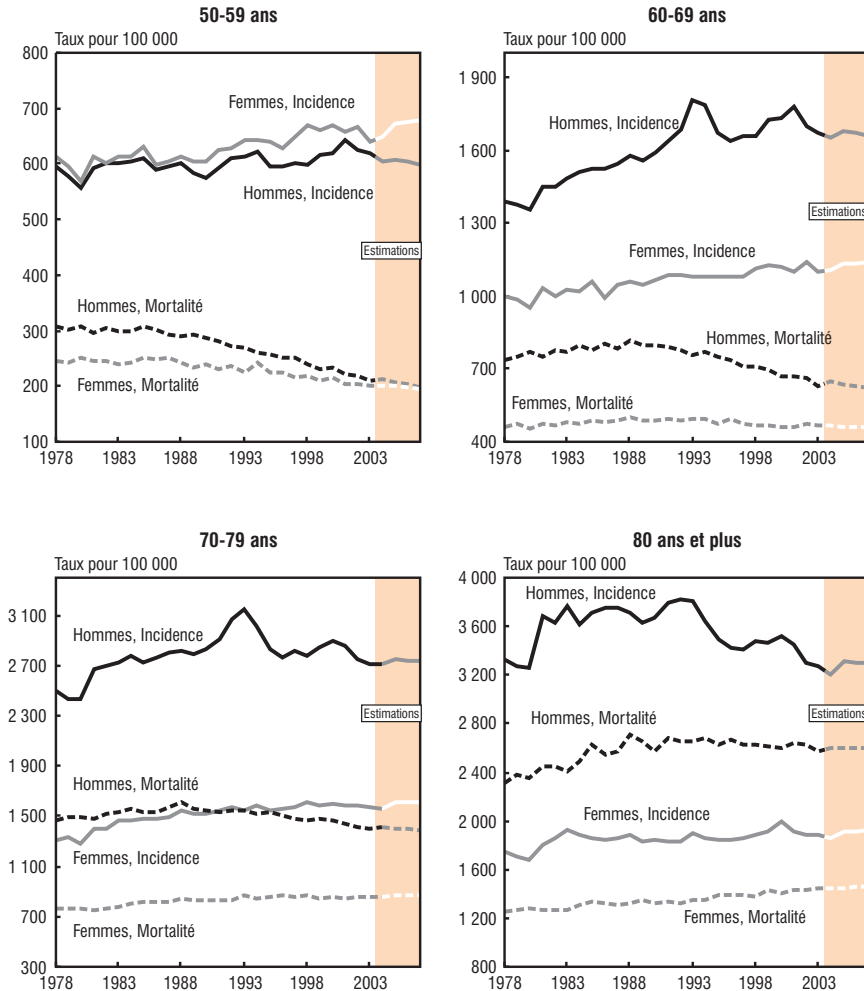 50-59 ans
Taux pour 100 000
800
700
600
500
400
300
200
100
Femmes, Incidence
Hommes, Incidence
Estimations
Hommes, Mortalité
Femmes, Mortalité
1978 1983 1988 1993 1998 2003
60-69 ans
Taux pour 100 000
1 900
1 600
1 300
1 000
700
400
Hommes, Incidence
Estimations
Femmes, Incidence
Hommes, Mortalité
Femmes, Mortalité
1978 1983 1988 1993 1998 2003
70-79 ans
Taux pour 100 000
3 100
2 700
2 300
1 900
1 500
1 100
700
300
Hommes, Incidence
Estimations
Hommes, Mortalité
Femmes, Incidence
Femmes, Mortalité
1978 1983 1988 1993 1998 2003
80 ans et plus
Taux pour 100 000
4 000
3 600
3 200
2 800
2 400
2 000
1 600
1 200
800
Hommes, Incidence
Estimations
Hommes, Mortalité
Femmes, Incidence
Femmes, Mortalité
1978 1983 1988 1993 1998 2003